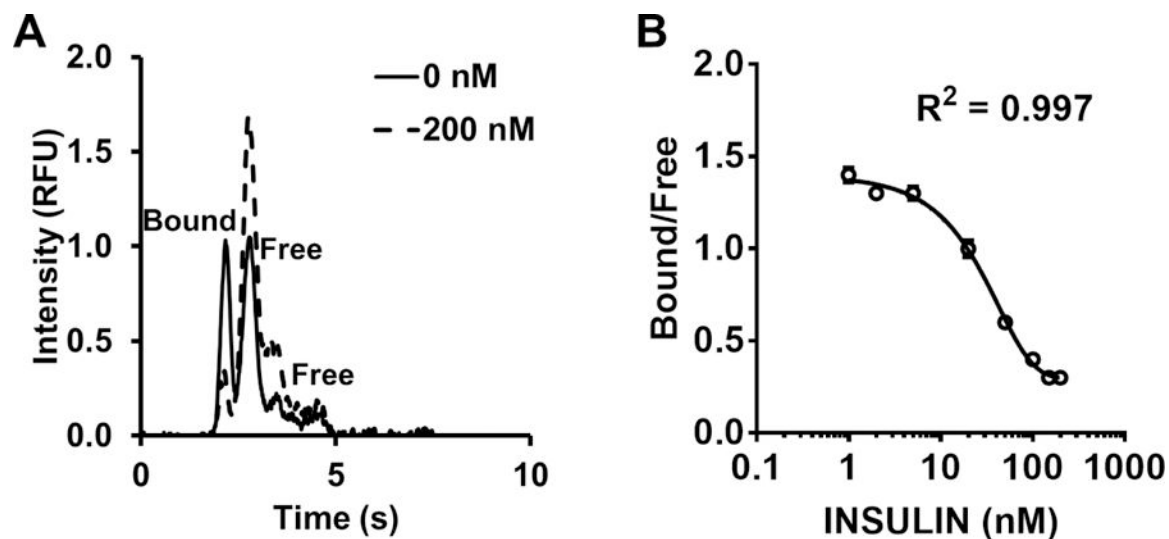 A
2.0
1.5
1.0
0.5
0.0
Intensity (RFU)
0 nM
200 nM
Bound
Free
Free
0
5
10
Time (s)
B
2.0
1.5
1.0
0.5
0.0
Bound/Free
R² = 0.997
0.1
1
10
100
1000
INSULIN (nM)